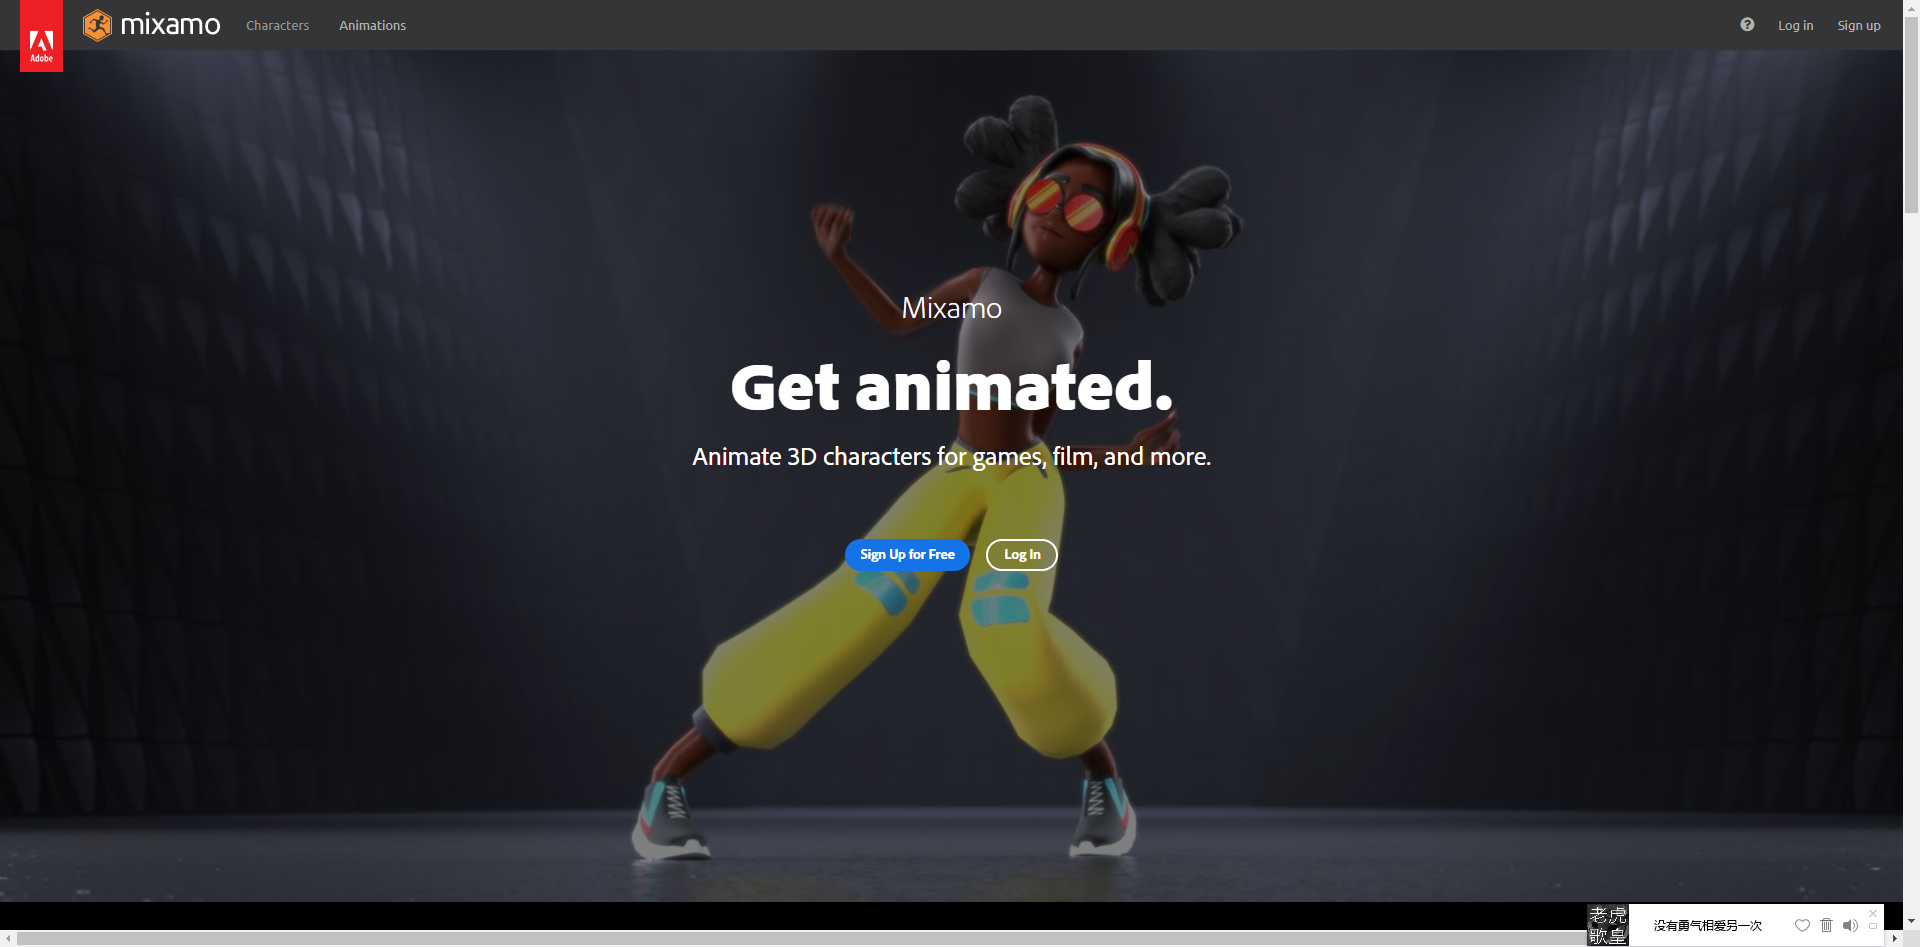 Adobe
mixamo
Characters
Animations
Log in
Sign up
Mixamo
Get animated.
Animate 3D characters for games, film, and more.
Sign Up for Free
Log In
老虎
歌皇
没有勇气相爱另一次